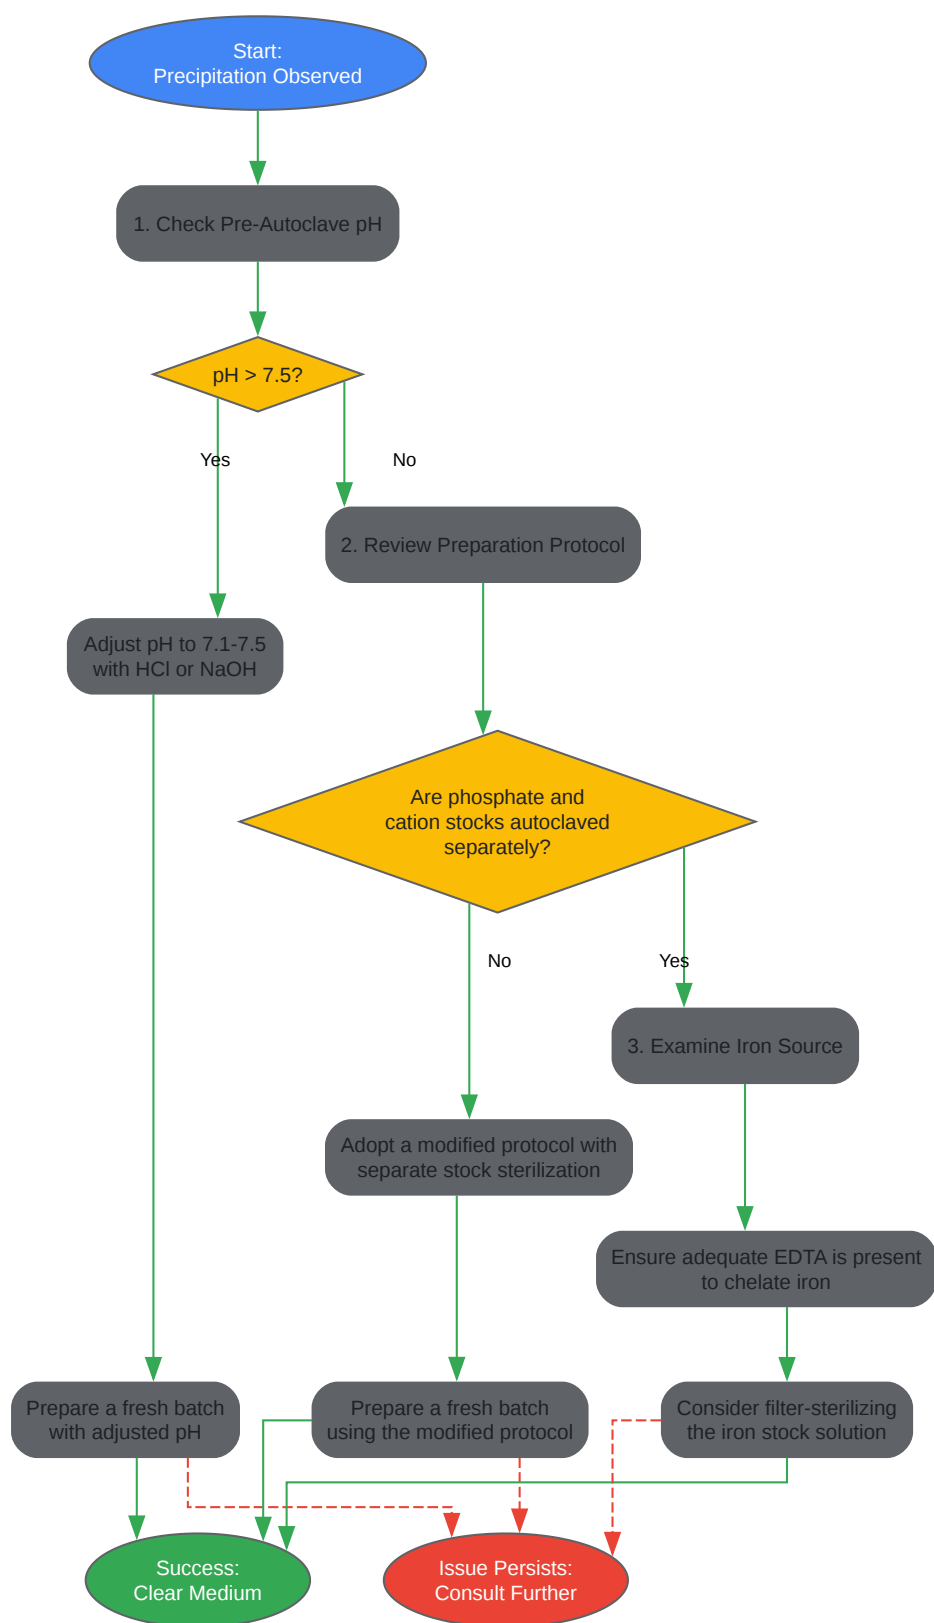 Start:
Precipitation Observed
1. Check Pre-Autoclave pH
pH > 7.5?
Yes
No
2. Review Preparation Protocol
Adjust pH to 7.1-7.5
with HCl or NaOH
Are phosphate and
cation stocks autoclaved
separately?
No
Yes
3. Examine Iron Source
Adopt a modified protocol with
separate stock sterilization
Ensure adequate EDTA is present
to chelate iron
Prepare a fresh batch
with adjusted pH
Prepare a fresh batch
using the modified protocol
Consider filter-sterilizing
the iron stock solution
Success:
Clear Medium
Issue Persists:
Consult Further